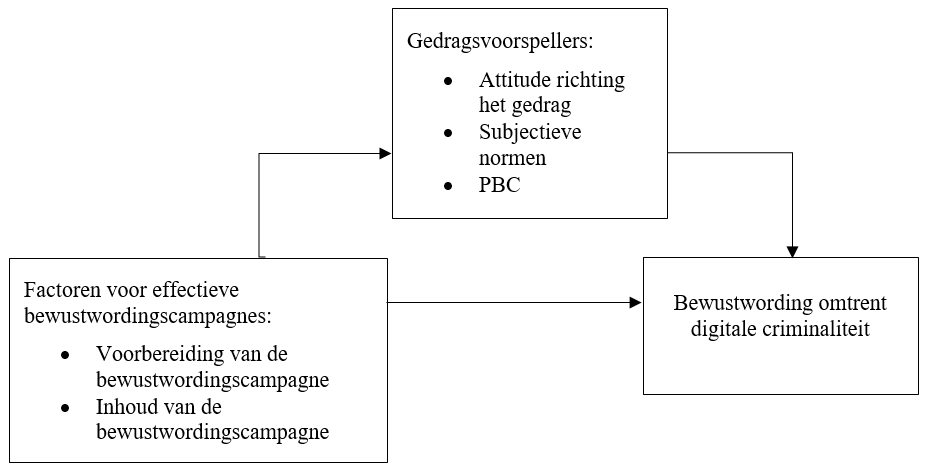 Gedragsvoorspellers:
• Attitude richting
het gedrag
• Subjectieve
normen
• PBC
Factoren voor effectieve
bewustwordingscampagnes:
• Voorbereiding van de
bewustwordingscampagne
• Inhoud van de
bewustwordingscampagne
Bewustwording omtrent
digitale criminaliteit